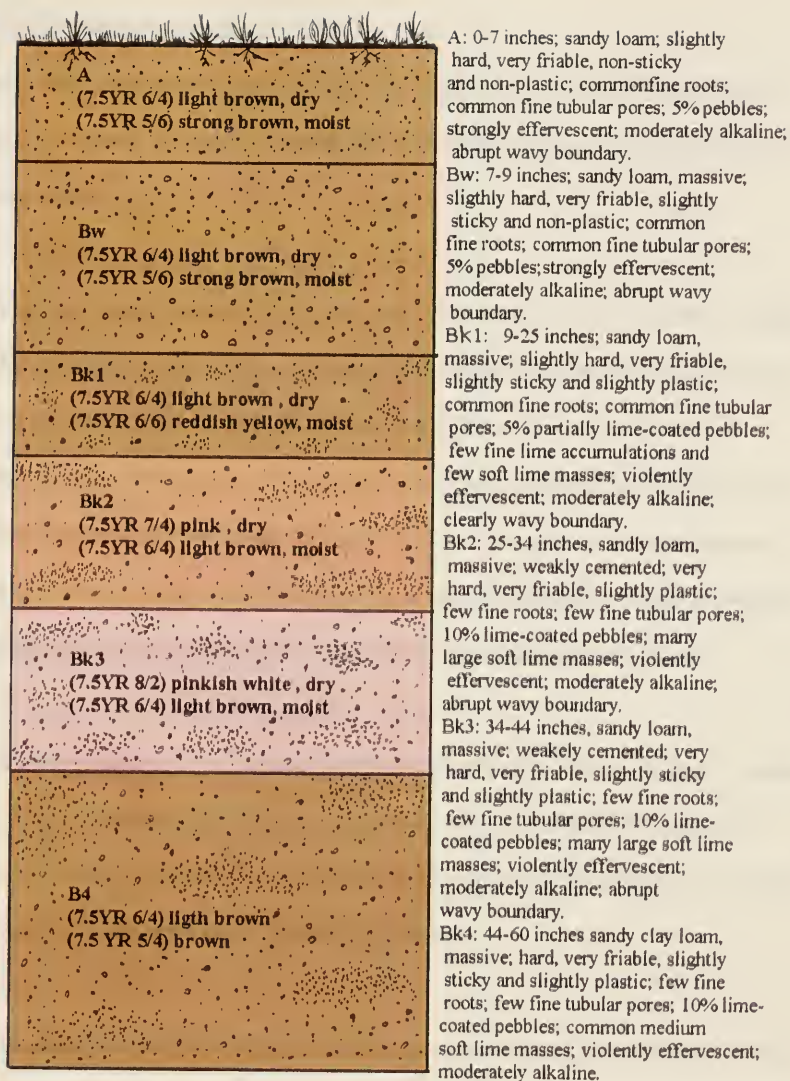 A
(7.5YR 6/4) light brown, dry
(7.5YR 5/6) strong brown, moist
Bw
(7.5YR 6/4) light brown, dry
(7.5YR 5/6) strong brown, moist
Bk1
(7.5YR 6/4) light brown , dry
(7.5YR 6/6) reddish yellow, moist
Bk2
(7.5YR 7/4) pink , dry
(7.5YR 6/4) light brown, moist
Bk3
(7.5YR 8/2) pinkish white , dry
(7.5YR 6/4) light brown, moist
B4
(7.5YR 6/4) ligth brown
(7.5 YR 5/4) brown
A: 0-7 inches; sandy loam; slightly
hard, very friable, non-sticky
and non-plastic; commonfine roots;
common fine tubular pores; 5% pebbles;
strongly effervescent; moderately alkaline;
abrupt wavy boundary.
Bw: 7-9 inches; sandy loam, massive;
sligthly hard, very friable, slightly
sticky and non-plastic; common
fine roots; common fine tubular pores;
5% pebbles;strongly effervescent;
moderately alkaline; abrupt wavy
boundary.
Bk1: 9-25 inches; sandy loam,
massive; slightly hard, very friable,
slightly sticky and slightly plastic;
common fine roots; common fine tubular
pores; 5% partially lime-coated pebbles;
few fine lime accumulations and
few soft lime masses; violently
effervescent; moderately alkaline;
clearly wavy boundary.
Bk2: 25-34 inches, sandly loam,
massive; weakly cemented; very
hard, very friable, slightly plastic;
few fine roots; few fine tubular pores;
10% lime-coated pebbles; many
large soft lime masses; violently
effervescent; moderately alkaline;
abrupt wavy boundary.
Bk3: 34-44 inches, sandy loam,
massive; weakely cemented; very
hard, very friable, slightly sticky
and slightly plastic; few fine roots;
few fine tubular pores; 10% lime-
coated pebbles; many large soft lime
masses; violently effervescent;
moderately alkaline; abrupt
wavy boundary.
Bk4: 44-60 inches sandy clay loam,
massive; hard, very friable, slightly
sticky and slightly plastic; few fine
roots; few fine tubular pores; 10% lime-
coated pebbles; common medium
soft lime masses; violently effervescent;
moderately alkaline.